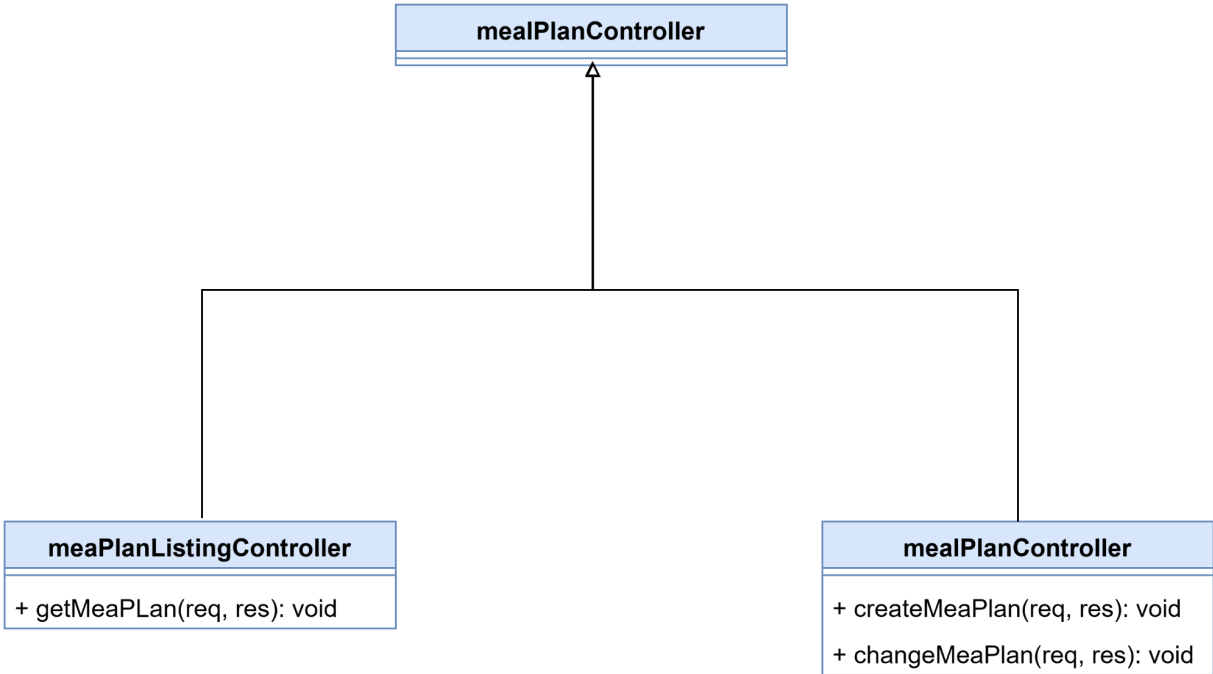 mealPlanController
meaPlanListingController
+ getMeaPLan(req, res): void
mealPlanController
+ createMeaPlan(req, res): void
+ changeMeaPlan(req, res): void